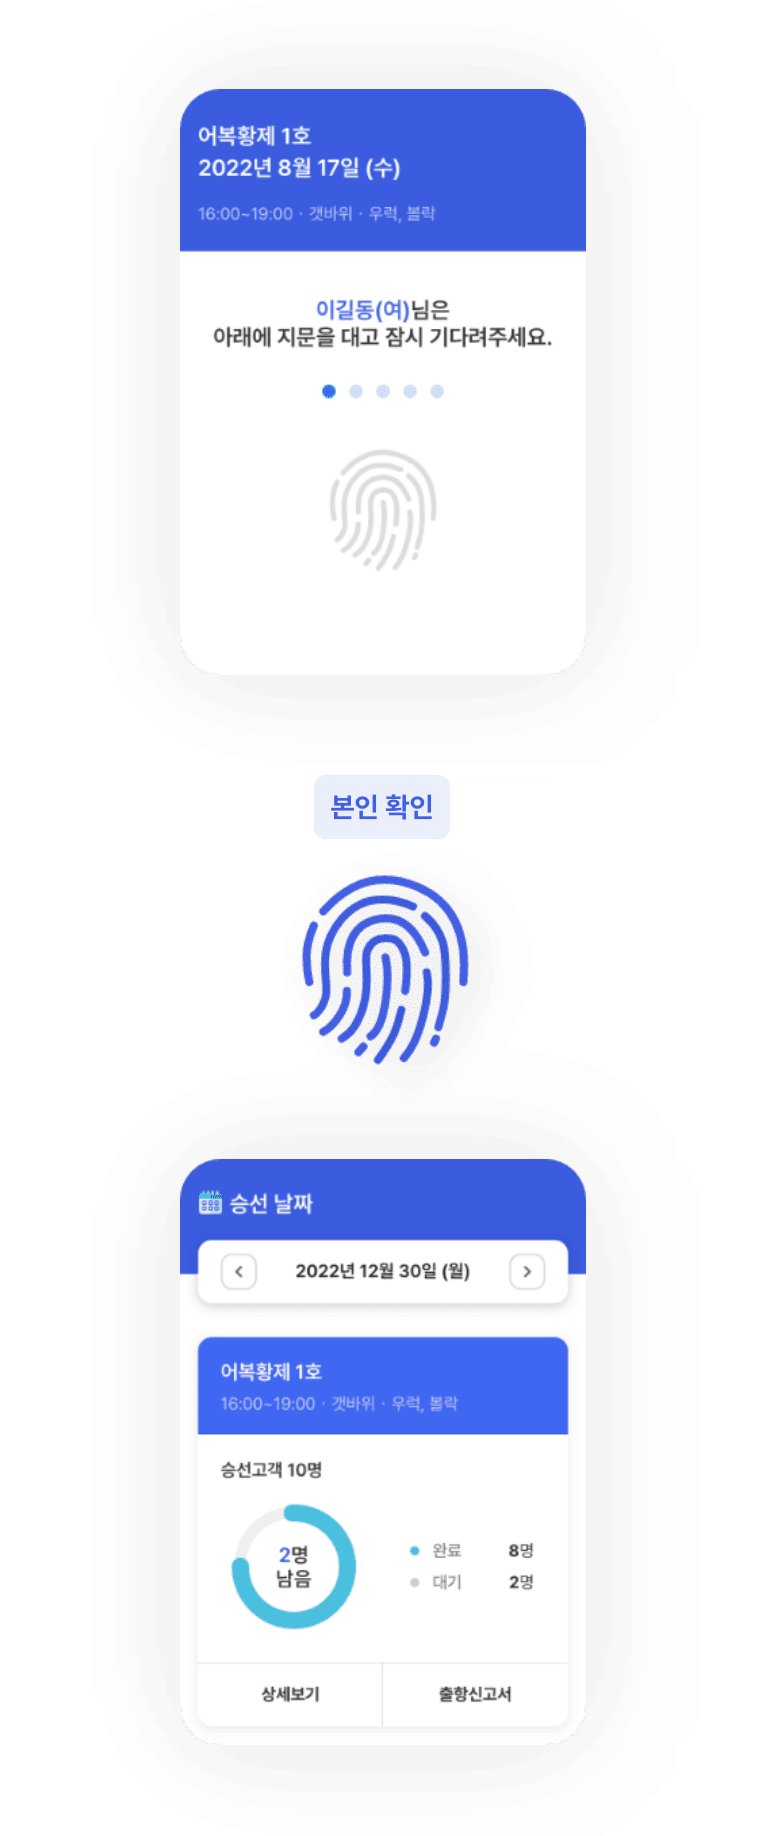 어복황제 1호
2022년 8월 17일 (수)
16:00~19:00 · 갯바위 · 우럭, 볼락
이길동(여)님은
아래에 지문을 대고 잠시 기다려주세요.
본인 확인
승선 날짜
2022년 12월 30일 (월)
어복황제 1호
16:00~19:00 · 갯바위 · 우럭, 볼락
승선고객 10명
2명
남음
완료 8명
대기 2명
상세보기 출항신고서